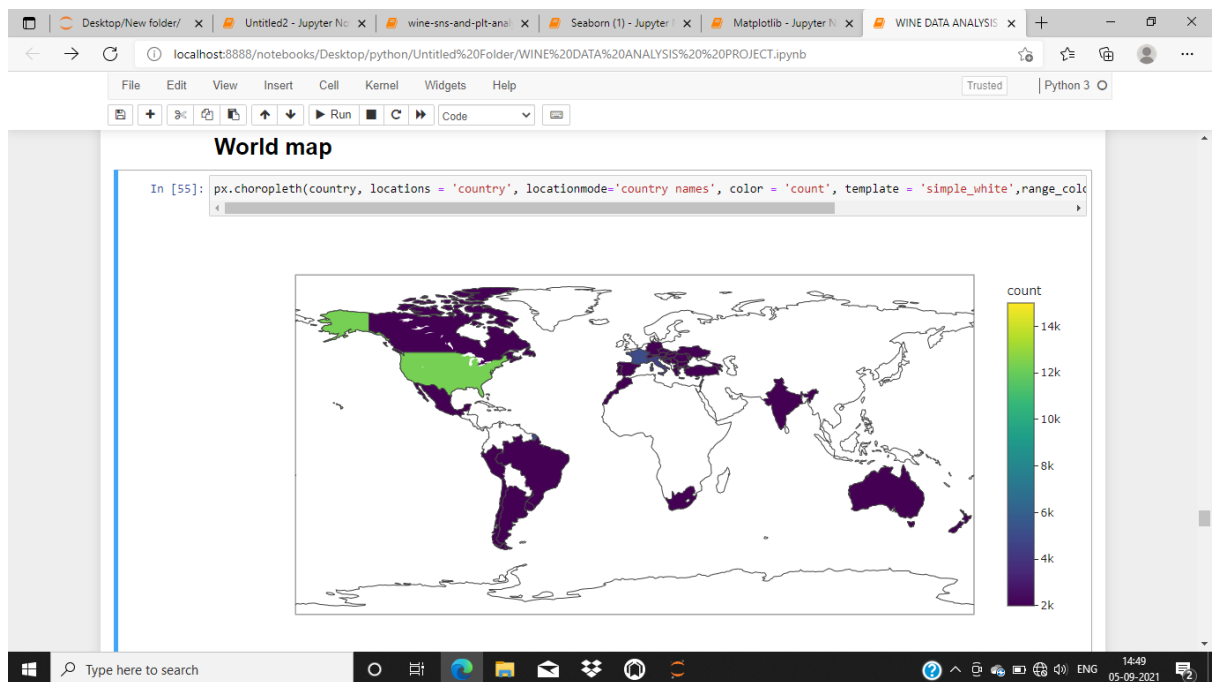 Desktop/New folder/
Untitled2 - Jupyter No
wine-sns-and-plt-anal
Seaborn (1) - Jupyter
Matplotlib - Jupyter N
WINE DATA ANALYSIS
localhost:8888/notebooks/Desktop/python/Untitled%20Folder/WINE%20DATA%20ANALYSIS%20%20PROJECT.ipynb
File Edit View Insert Cell Kernel Widgets Help
Trusted
Python 3
Run
Code
World map
In [55]: px.choropleth(country, locations = 'country', locationmode='country names', color = 'count', template = 'simple_white',range_colo
count
14k
12k
10k
8k
6k
4k
2k
Type here to search
ENG
14:49
05-09-2021
2